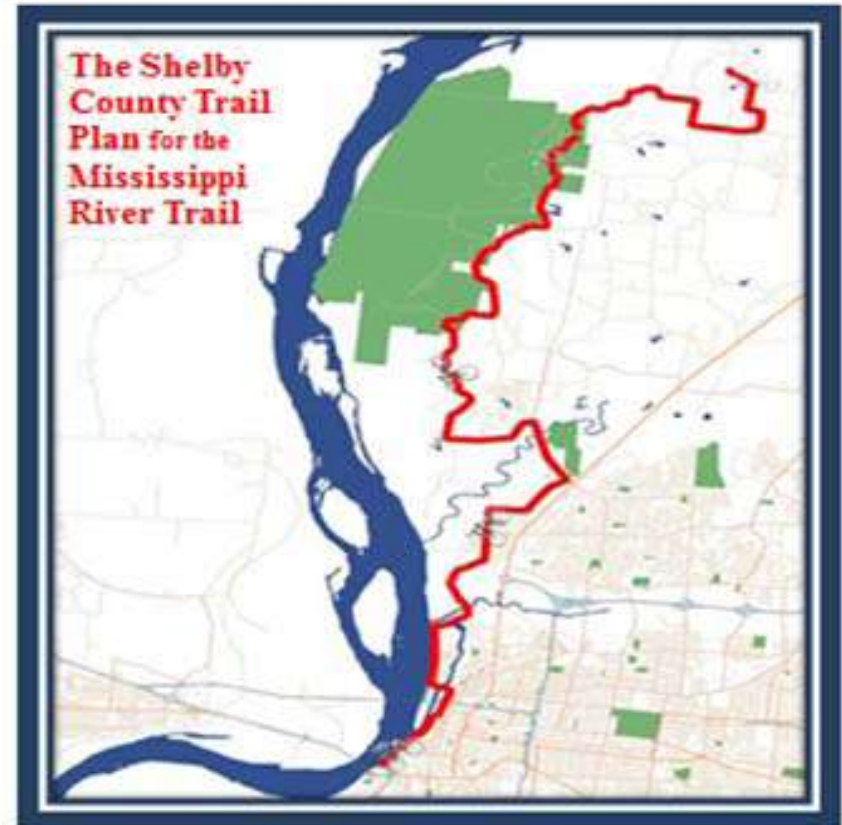 The Shelby
County Trail
Plan for the
Mississippi
River Trail